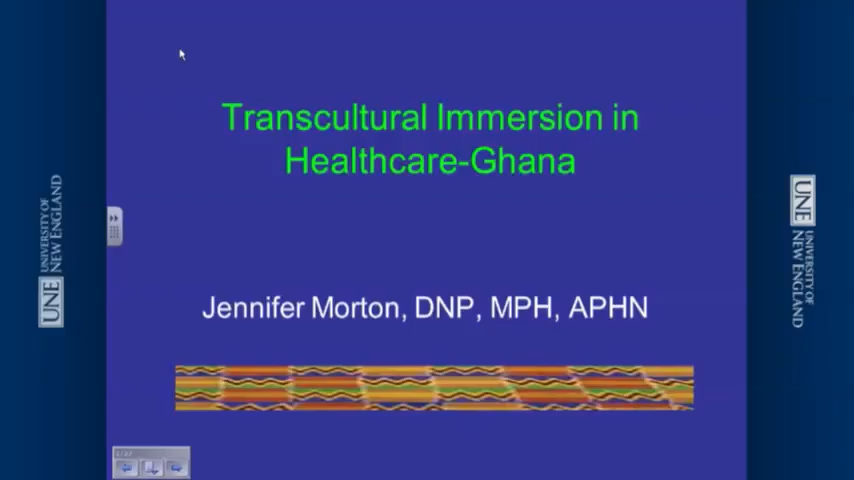 Transcultural Immersion in
Healthcare-Ghana
Jennifer Morton, DNP, MPH, APHN
UNE
UNIVERSITY OF
NEW ENGLAND
UNE
UNIVERSITY OF
NEW ENGLAND